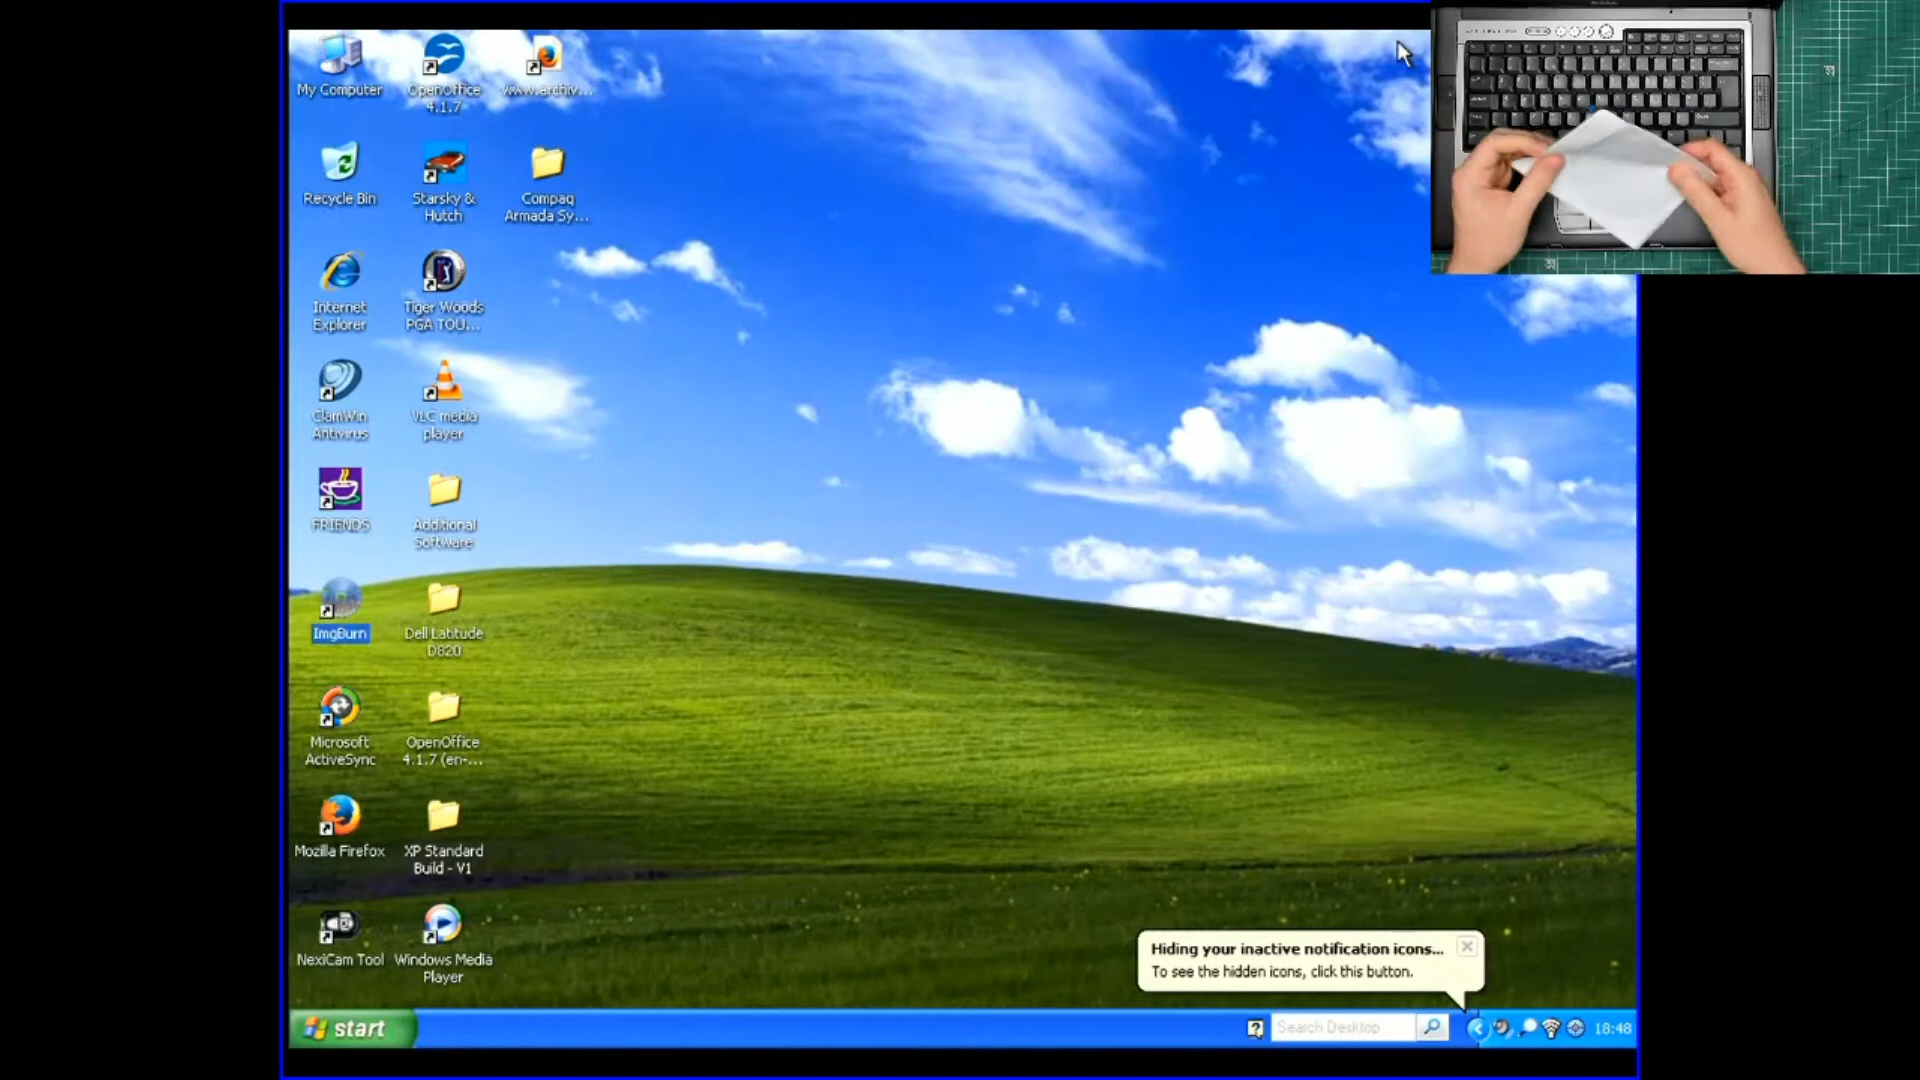 My Computer
OpenOffice
4.1.7
www.archiv...
Recycle Bin
Starsky &
Hutch
Compaq
Armada Sy...
Internet
Explorer
Tiger Woods
PGA TOU...
ClamWin
Antivirus
VLC media
player
FRIENDS
Additional
Software
ImgBurn
Dell Latitude
D820
Microsoft
ActiveSync
OpenOffice
4.1.7 (en-...
Mozilla Firefox
XP Standard
Build - V1
NexiCam Tool
Windows Media
Player
Hiding your inactive notification icons...
To see the hidden icons, click this button.
start
Search Desktop
18:48